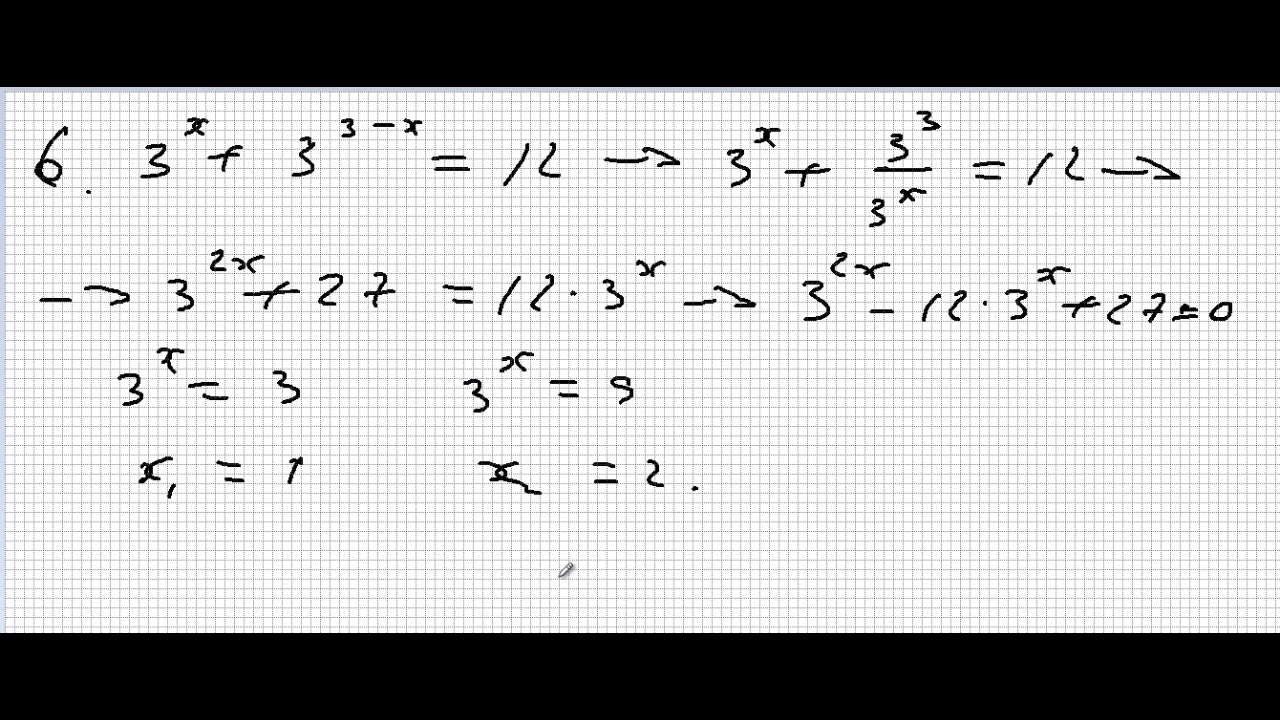 6. 3^x + 3^(3-x) = 12 → 3^x + 3^3/3^x = 12 →
→ 3^(2x) + 27 = 12·3^x → 3^(2x) - 12·3^x + 27 = 0
3^x = 3 3^x = 9
x₁ = 1 x₂ = 2.